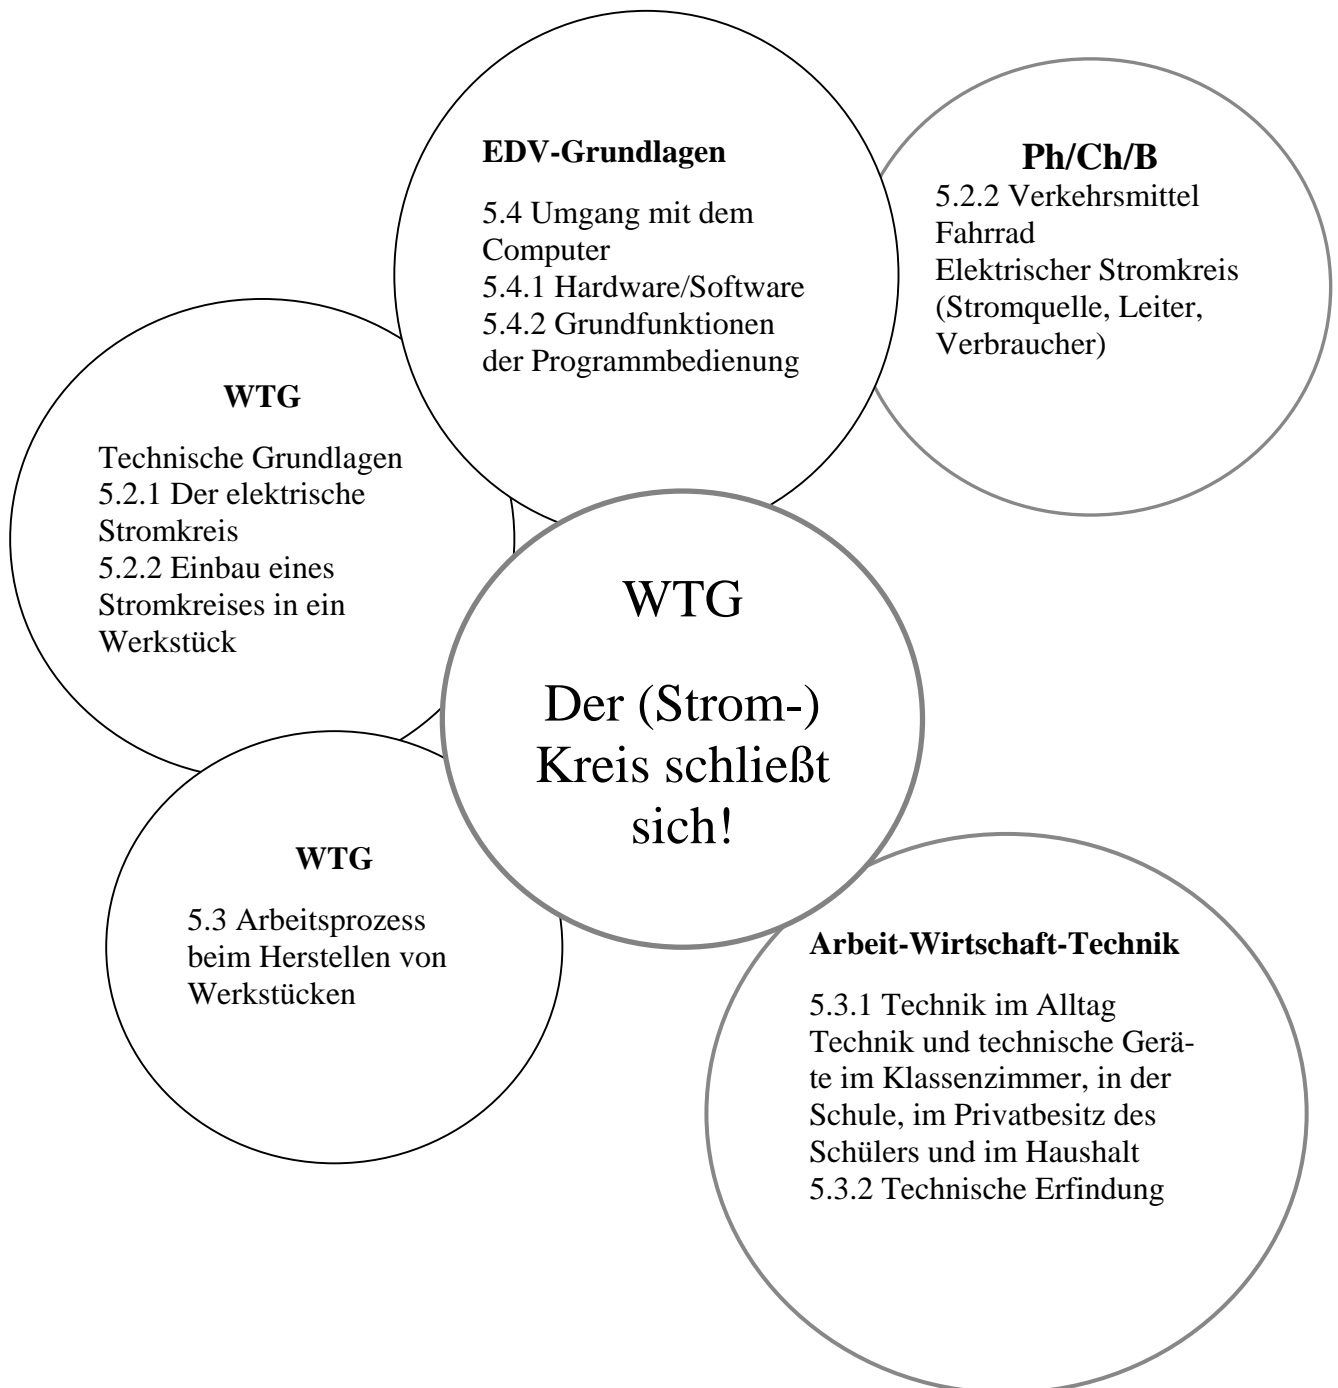 EDV-Grundlagen
5.4 Umgang mit dem
Computer
5.4.1 Hardware/Software
5.4.2 Grundfunktionen
der Programmbedienung
Ph/Ch/B
5.2.2 Verkehrsmittel
Fahrrad
Elektrischer Stromkreis
(Stromquelle, Leiter,
Verbraucher)
WTG
Technische Grundlagen
5.2.1 Der elektrische
Stromkreis
5.2.2 Einbau eines
Stromkreises in ein
Werkstück
WTG
Der (Strom-)
Kreis schließt
sich!
WTG
5.3 Arbeitsprozess
beim Herstellen von
Werkstücken
Arbeit-Wirtschaft-Technik
5.3.1 Technik im Alltag
Technik und technische Gerä-
te im Klassenzimmer, in der
Schule, im Privatbesitz des
Schülers und im Haushalt
5.3.2 Technische Erfindung